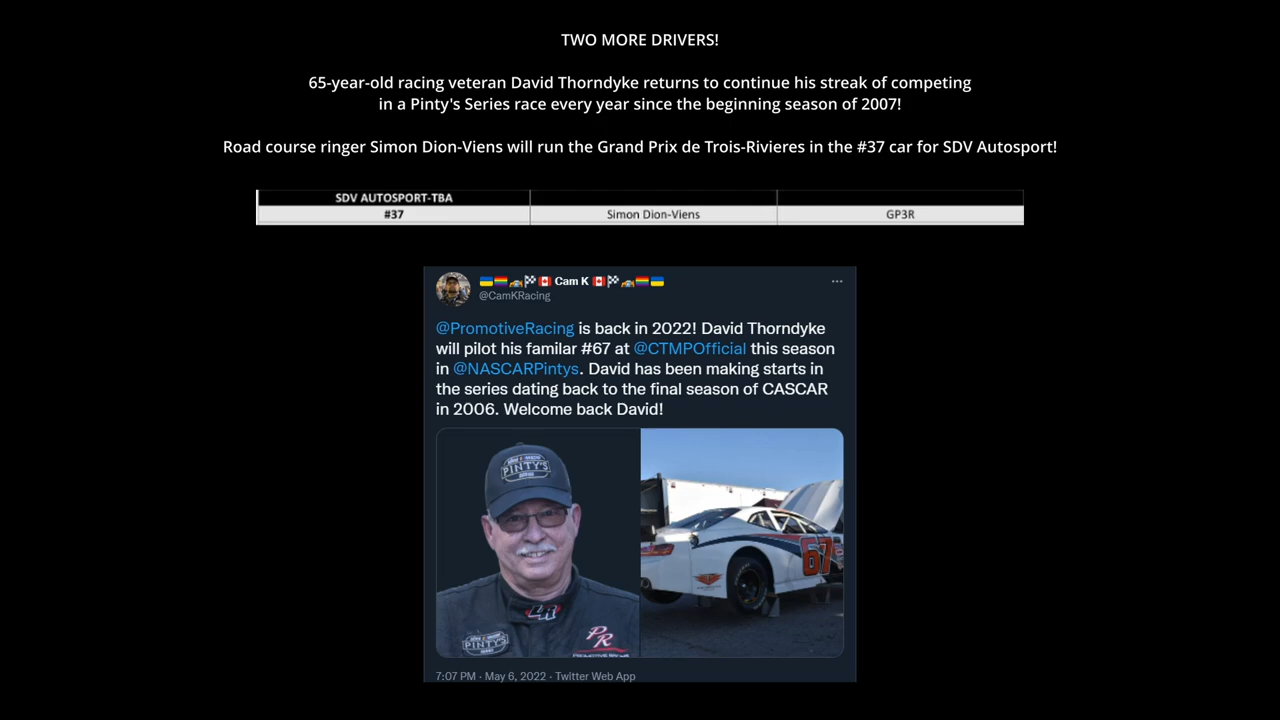 TWO MORE DRIVERS!
65-year-old racing veteran David Thorndyke returns to continue his streak of competing
in a Pinty's Series race every year since the beginning season of 2007!
Road course ringer Simon Dion-Viens will run the Grand Prix de Trois-Rivieres in the #37 car for SDV Autosport!
SDV AUTOSPORT-TBA
#37 Simon Dion-Viens GP3R
Cam K
@CamKRacing
@PromotiveRacing is back in 2022! David Thorndyke
will pilot his familar #67 at @CTMPOfficial this season
in @NASCARPintys. David has been making starts in
the series dating back to the final season of CASCAR
in 2006. Welcome back David!
PINTY'S
67
LR
PINTY'S
PR
7:07 PM · May 6, 2022 · Twitter Web App